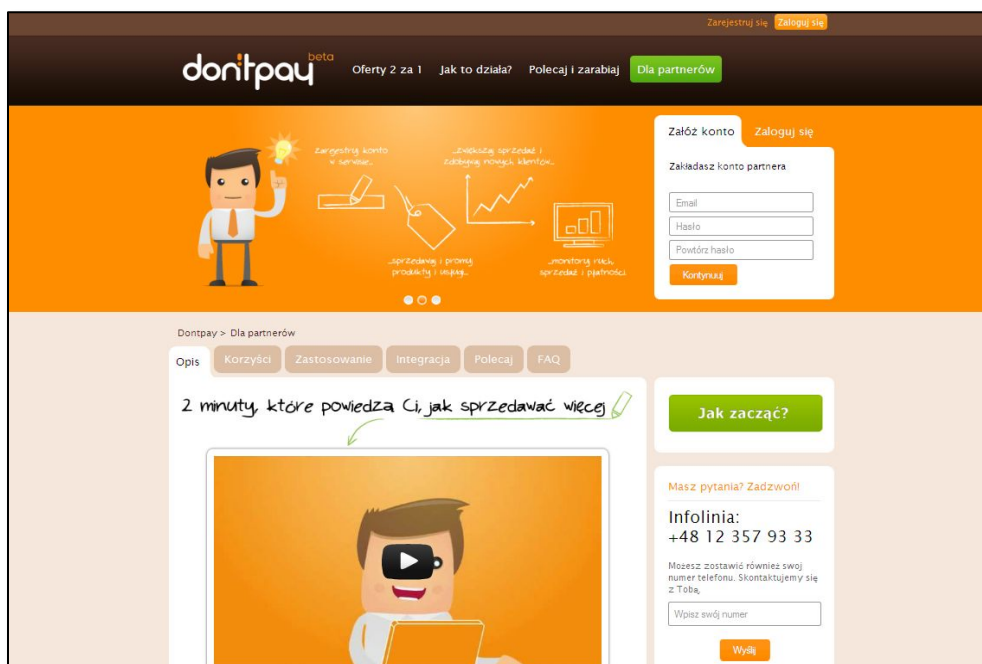 Zarejestruj się Zaloguj się
dontpay beta
Oferty 2 za 1 Jak to działa? Polecaj i zarabiaj Dla partnerów
Zarejestruj konto
w serwisie..
...zwiększaj sprzedaż i
zdobywaj nowych klientów...
...sprzedawaj i promuj
produkty i usługi...
...monitoruj ruch,
sprzedaż i płatności.
Załóż konto Zaloguj się
Zakładasz konto partnera
Email
Hasło
Powtórz hasło
Kontynuuj
Dontpay > Dla partnerów
Opis Korzyści Zastosowanie Integracja Polecaj FAQ
2 minuty, które powiedzą Ci, jak sprzedawać więcej
Jak zacząć?
Masz pytania? Zadzwoń!
Infolinia:
+48 12 357 93 33
Możesz zostawić również swoj
numer telefonu. Skontaktujemy się
z Tobą.
Wpisz swój numer
Wyślij